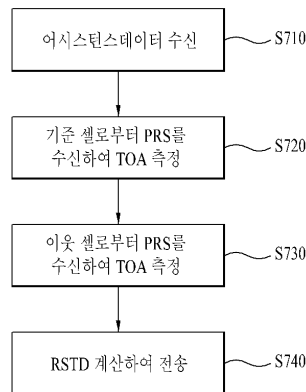 어시스턴스데이터 수신
S710
기준 셀로부터 PRS를
수신하여 TOA 측정
S720
이웃 셀로부터 PRS를
수신하여 TOA 측정
S730
RSTD 계산하여 전송
S740